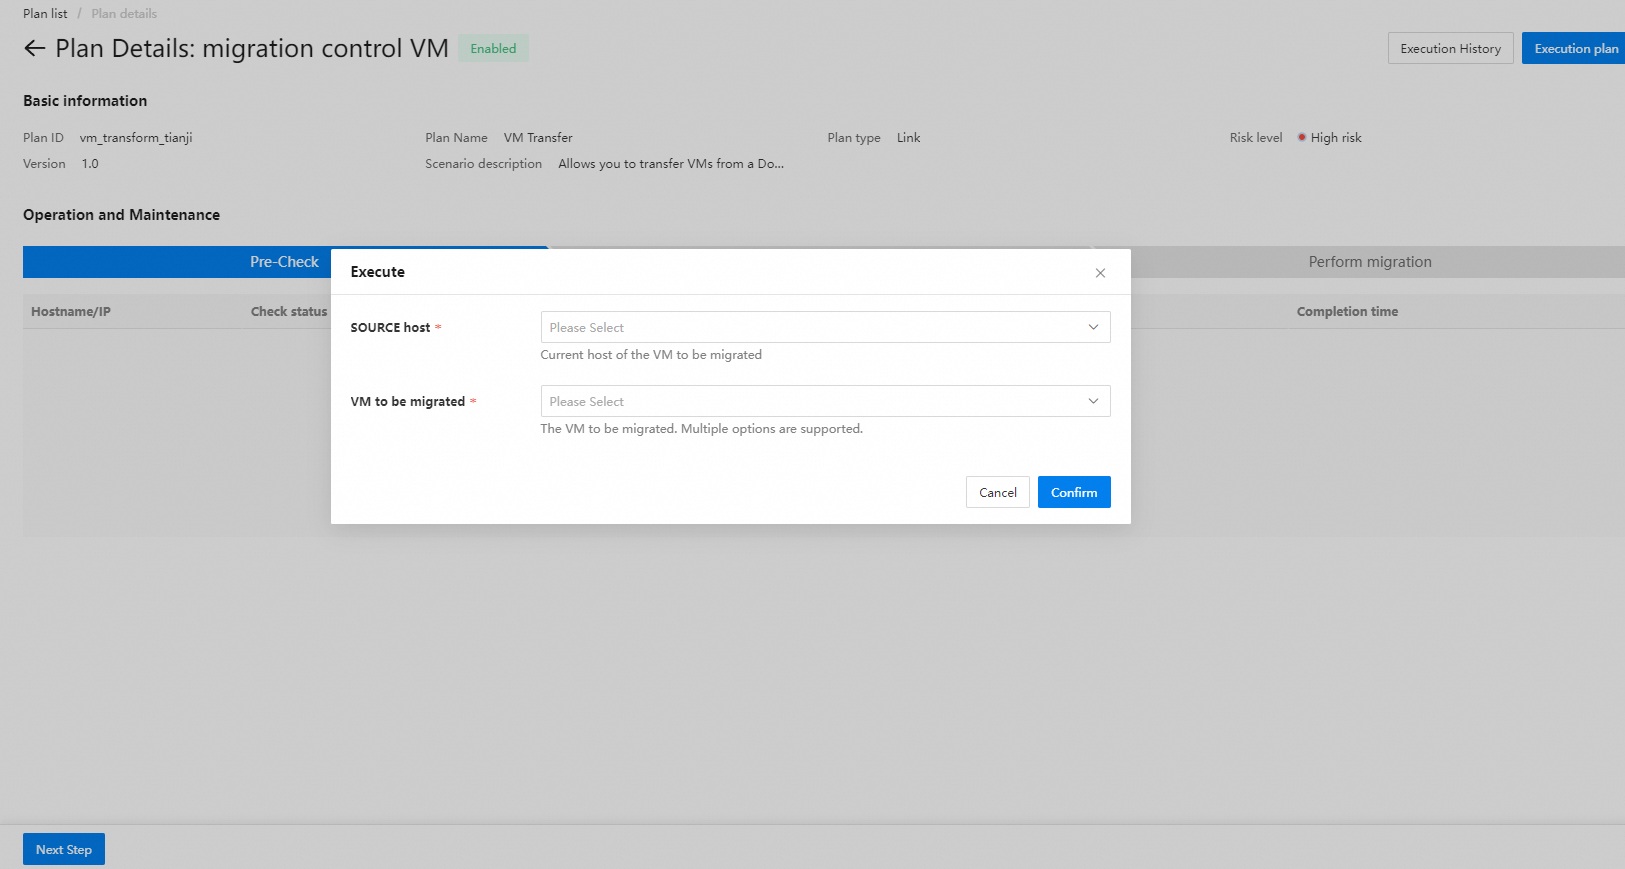 Plan list / Plan details
← Plan Details: migration control VM Enabled
Execution History Execution plan
Basic information
Plan ID vm_transform_tianji Plan Name VM Transfer Plan type Link Risk level High risk
Version 1.0 Scenario description Allows you to transfer VMs from a Do...
Operation and Maintenance
Pre-Check Perform migration
Hostname/IP Check status Completion time
Execute
SOURCE host * Please Select
Current host of the VM to be migrated
VM to be migrated * Please Select
The VM to be migrated. Multiple options are supported.
Cancel Confirm
Next Step